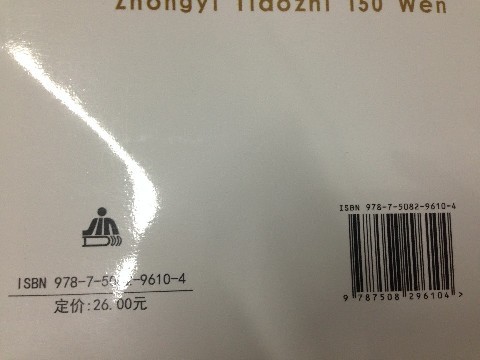 Zhongyi Tiaozhi 150 Wen
ISBN 978-7-5082-9610-4
ISBN 978-7-5082-9610-4
定价:26.00元
9 787508 296104 >